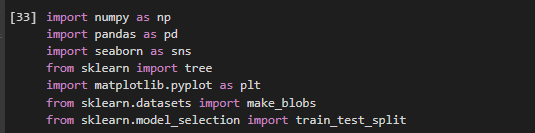 [33] import numpy as np
import pandas as pd
import seaborn as sns
from sklearn import tree
import matplotlib.pyplot as plt
from sklearn.datasets import make_blobs
from sklearn.model_selection import train_test_split